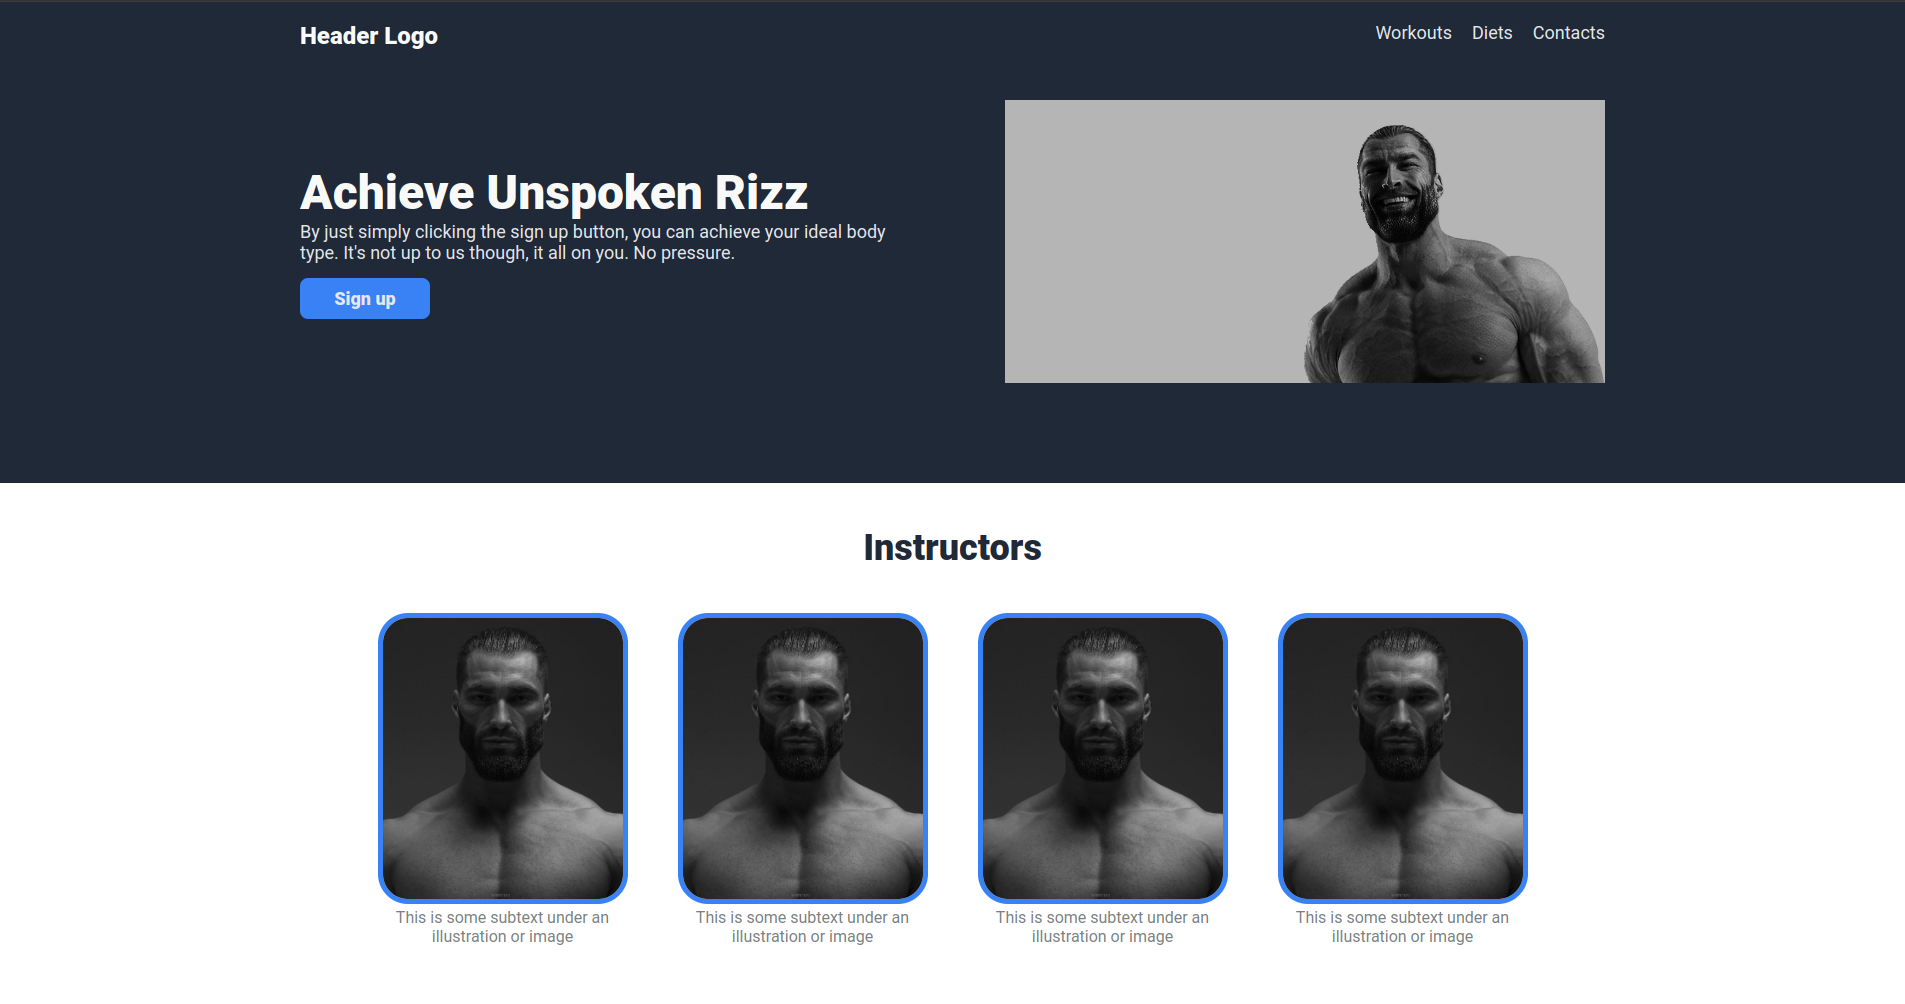 Header Logo
Workouts Diets Contacts
Achieve Unspoken Rizz
By just simply clicking the sign up button, you can achieve your ideal body
type. It's not up to us though, it all on you. No pressure.
Sign up
Instructors
This is some subtext under an
illustration or image
This is some subtext under an
illustration or image
This is some subtext under an
illustration or image
This is some subtext under an
illustration or image